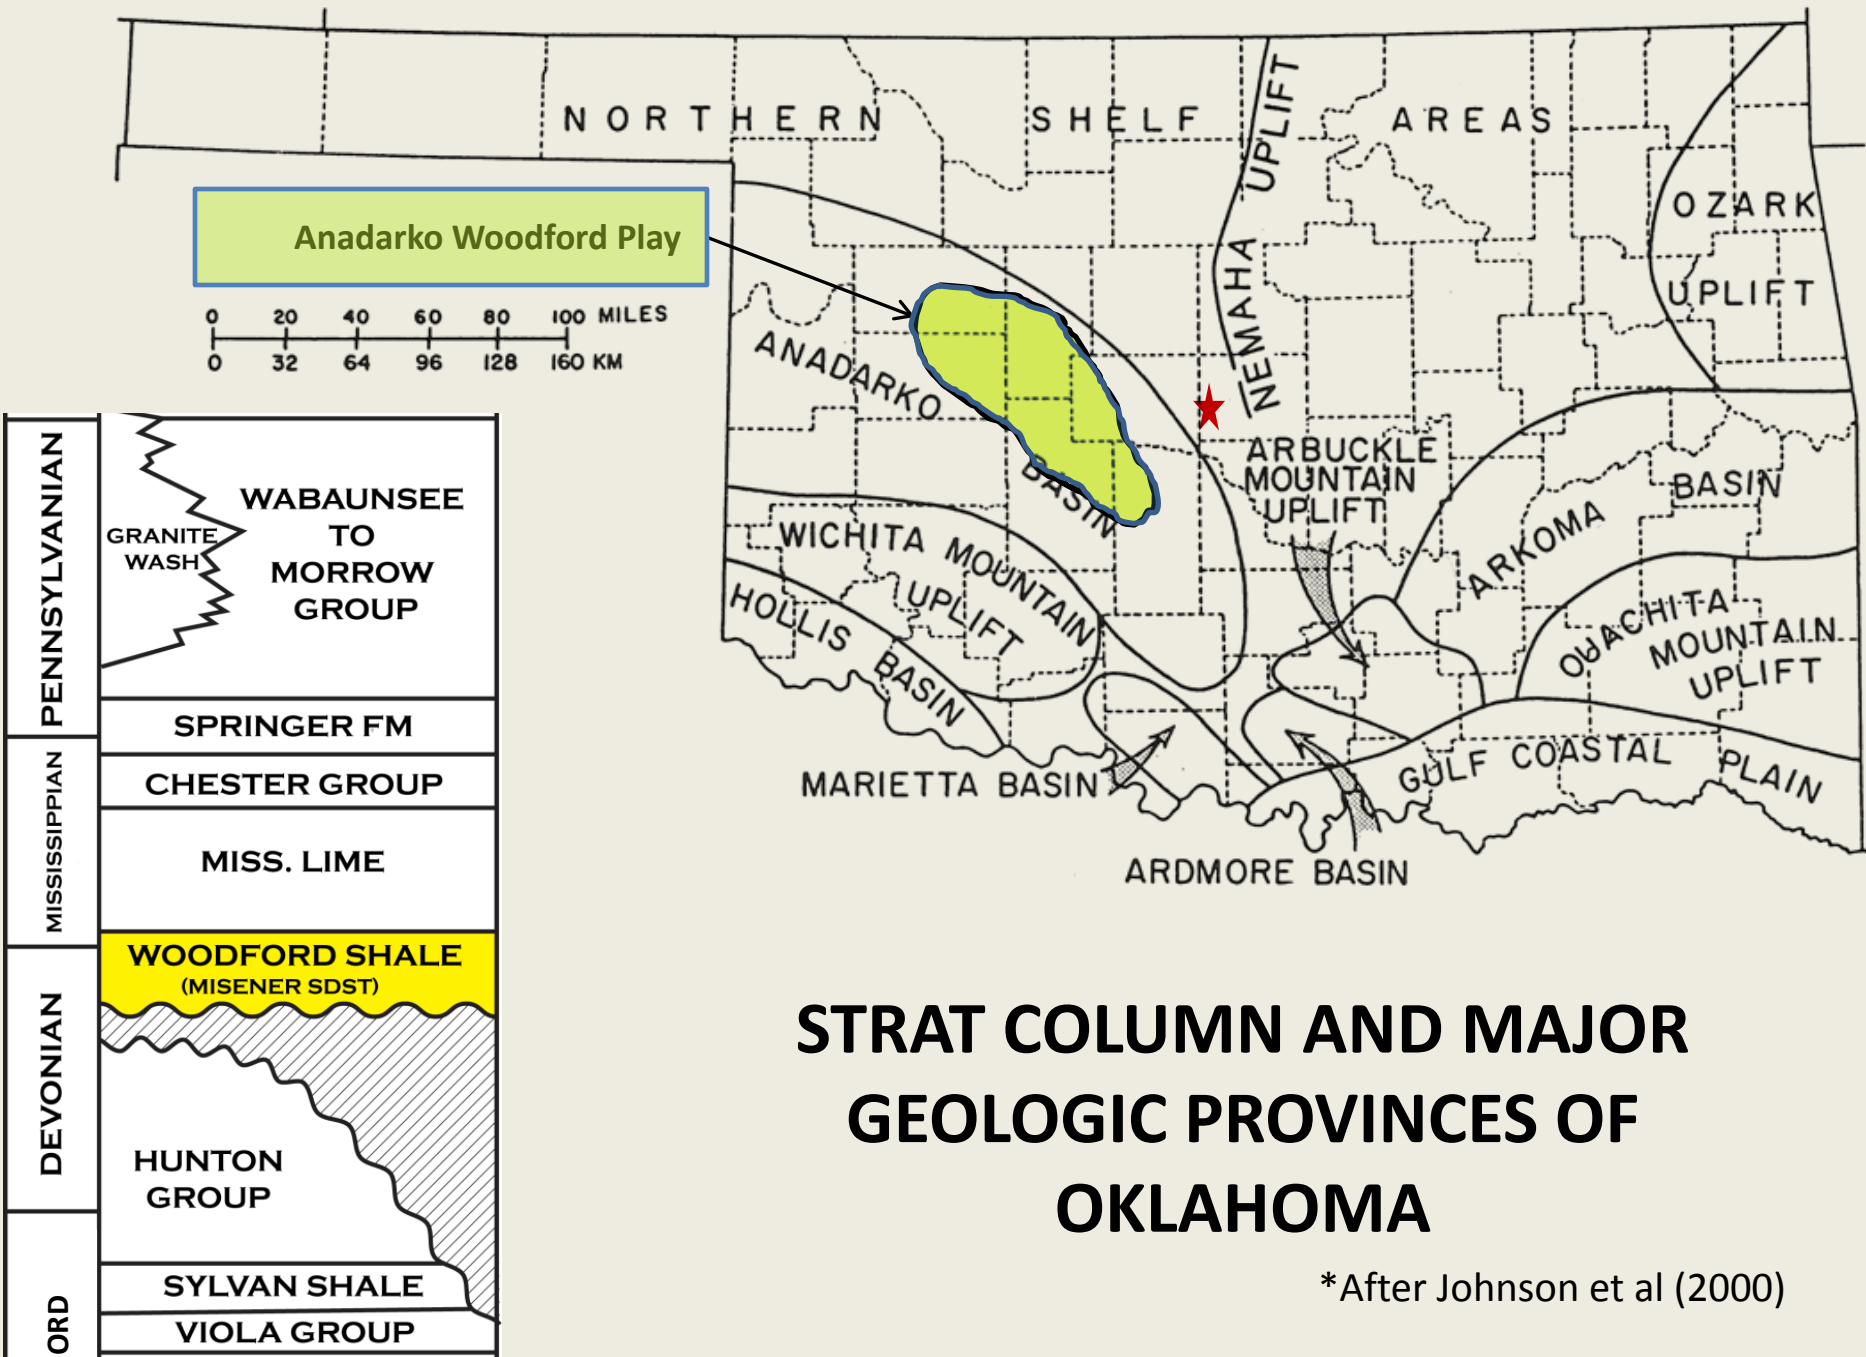 NORTHERN SHELF AREAS
NEMAHA UPLIFT
OZARK
UPLIFT
Anadarko Woodford Play
0 20 40 60 80 100 MILES
0 32 64 96 128 160 KM
ANADARKO
BASIN
ARBUCKLE
MOUNTAIN
UPLIFT
ARKOMA BASIN
WICHITA MOUNTAIN
UPLIFT
HOLLIS BASIN
OUACHITA
MOUNTAIN
UPLIFT
MARIETTA BASIN
GULF COASTAL PLAIN
ARDMORE BASIN
PENNSYLVANIAN
GRANITE
WASH
WABAUNSEE
TO
MORROW
GROUP
SPRINGER FM
MISSISSIPPIAN
CHESTER GROUP
MISS. LIME
DEVONIAN
WOODFORD SHALE
(MISENER SDST)
HUNTON
GROUP
ORD
SYLVAN SHALE
VIOLA GROUP
STRAT COLUMN AND MAJOR
GEOLOGIC PROVINCES OF
OKLAHOMA
*After Johnson et al (2000)